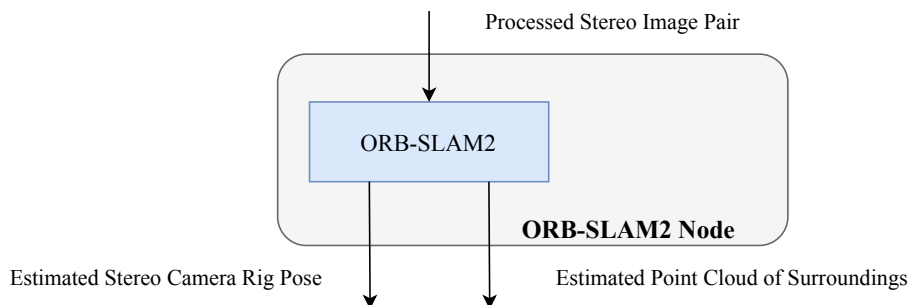 Processed Stereo Image Pair
ORB-SLAM2
ORB-SLAM2 Node
Estimated Stereo Camera Rig Pose
Estimated Point Cloud of Surroundings